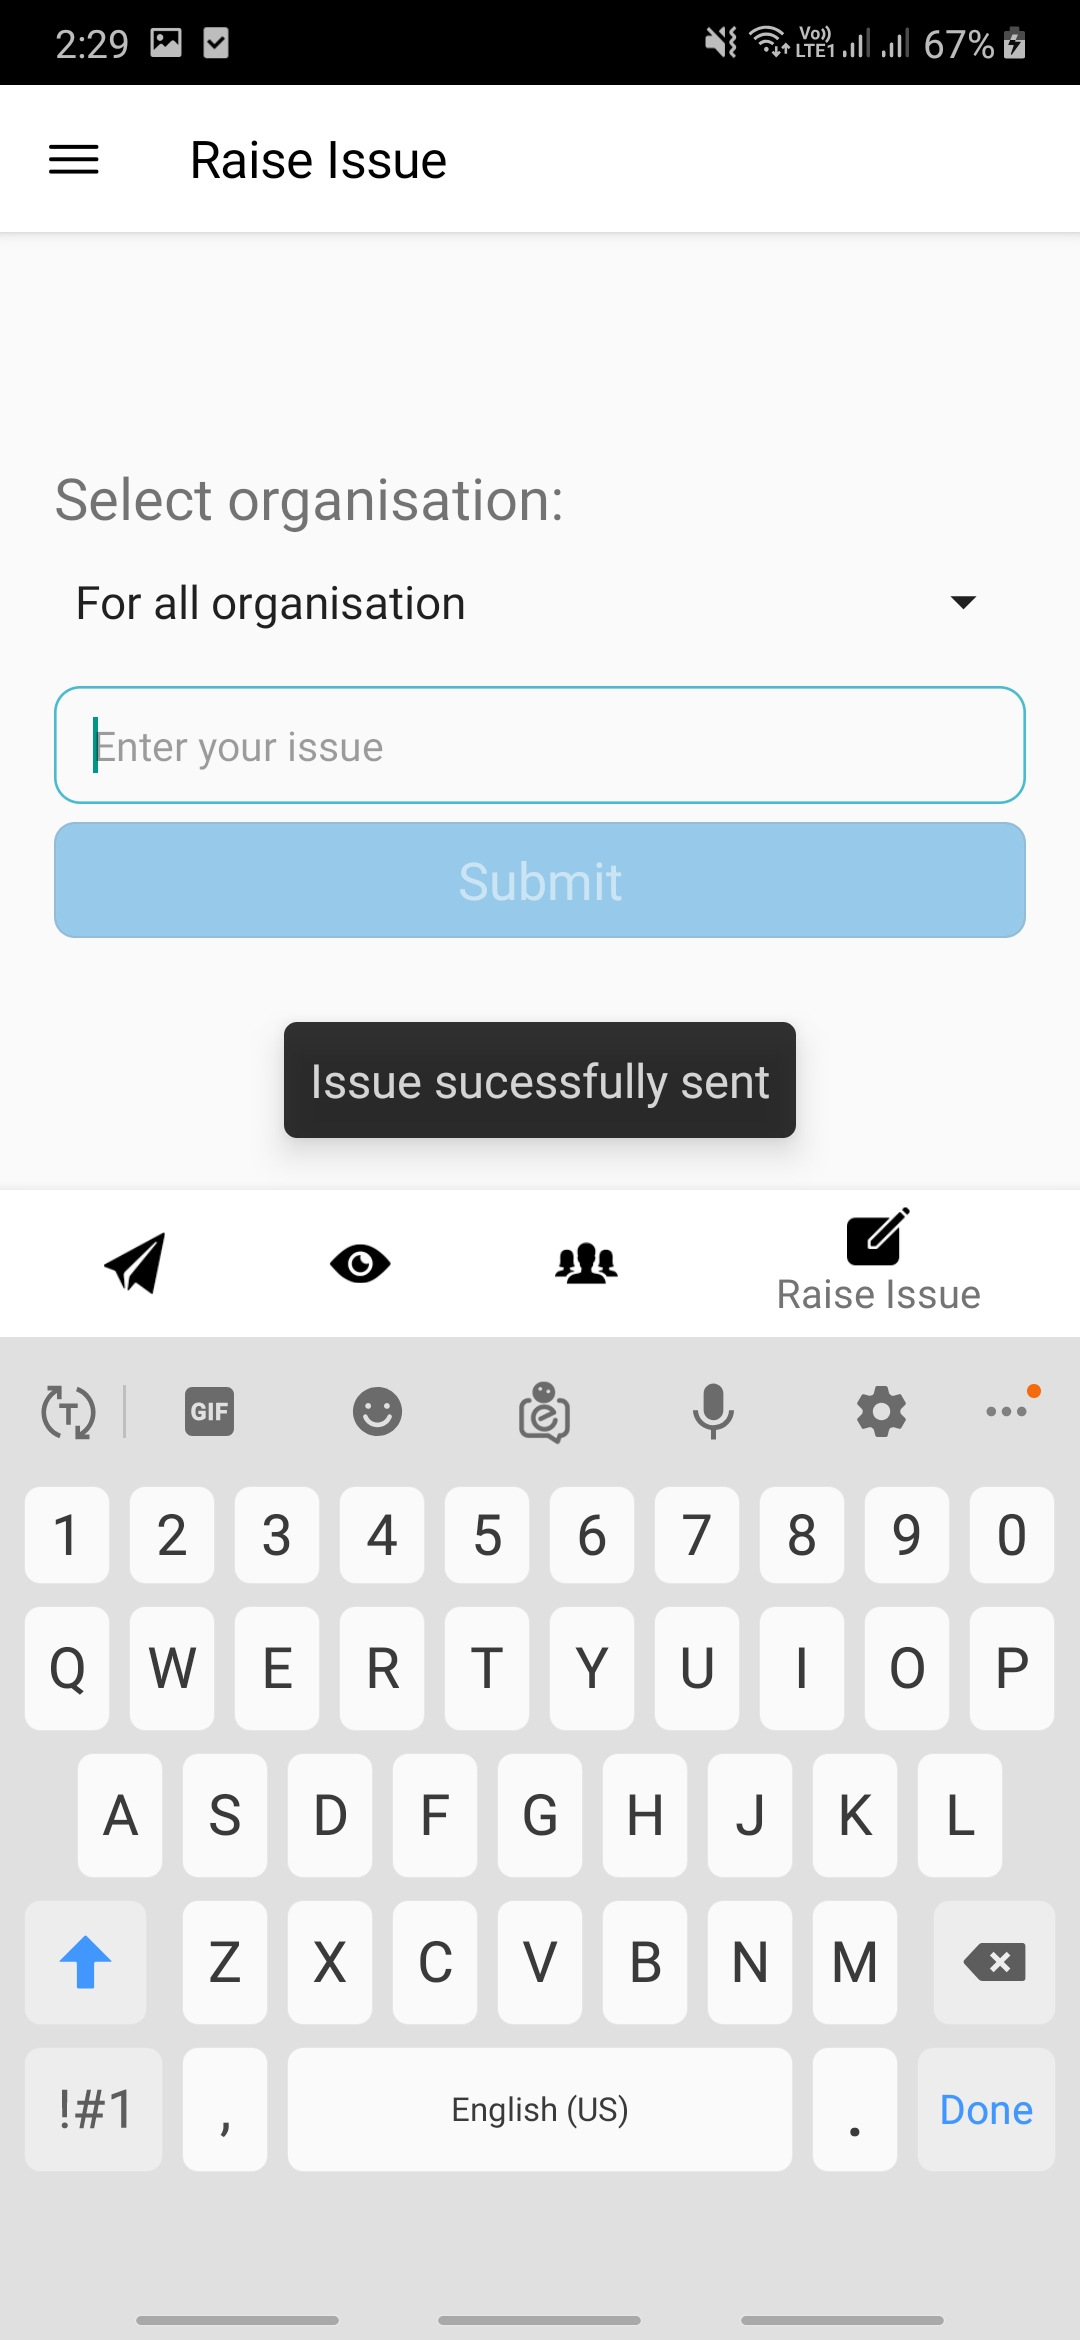 2:29 Vo)) LTE1 67%
Raise Issue
Select organisation:
For all organisation
Enter your issue
Submit
Issue sucessfully sent
Raise Issue
T GIF
1 2 3 4 5 6 7 8 9 0
Q W E R T Y U I O P
A S D F G H J K L
Z X C V B N M
!#1 , English (US) . Done